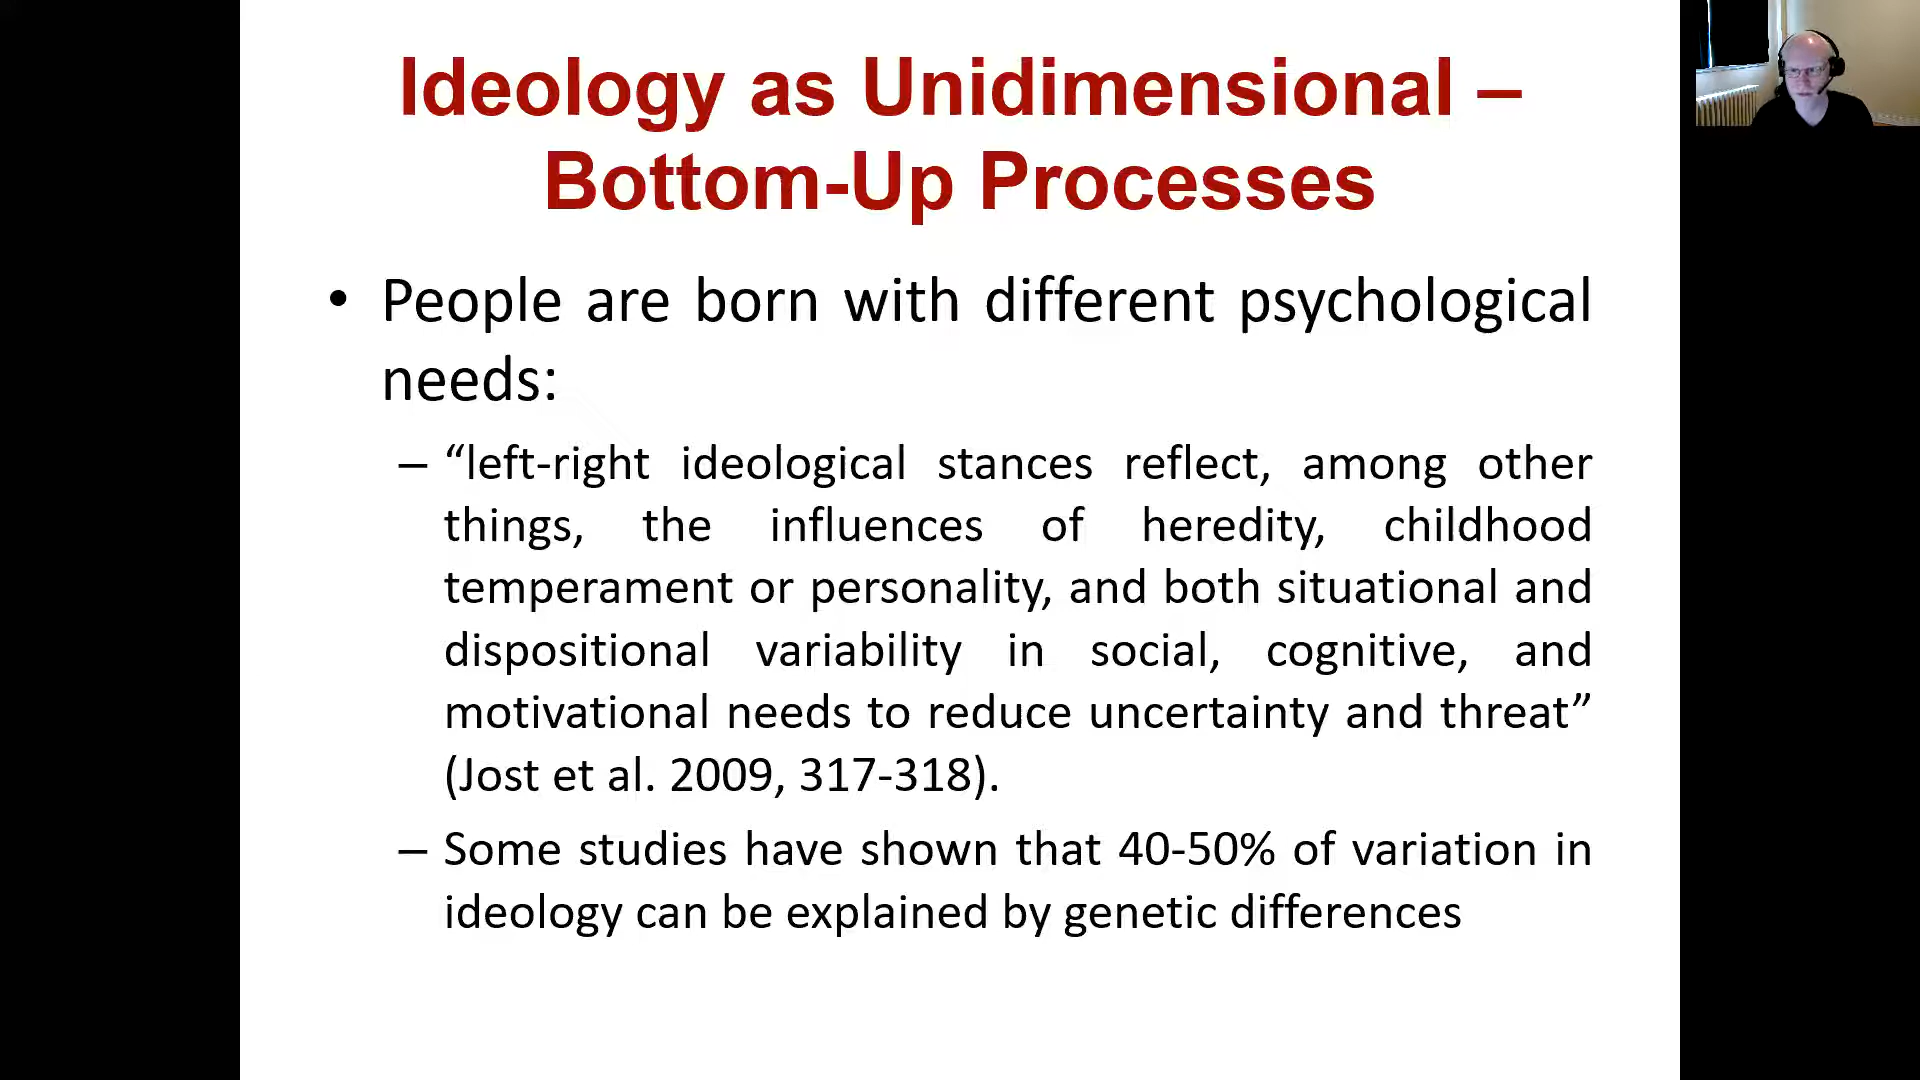 Ideology as Unidimensional –
Bottom-Up Processes
• People are born with different psychological
needs:
– “left-right ideological stances reflect, among other
things, the influences of heredity, childhood
temperament or personality, and both situational and
dispositional variability in social, cognitive, and
motivational needs to reduce uncertainty and threat”
(Jost et al. 2009, 317-318).
– Some studies have shown that 40-50% of variation in
ideology can be explained by genetic differences